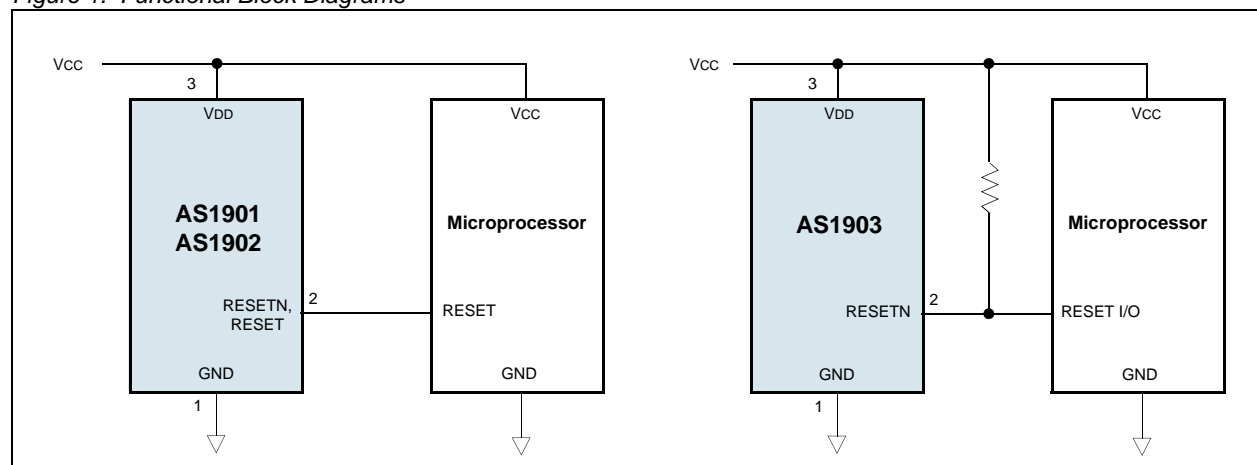 Figure 1. Functional Block Diagrams
Vcc
3
VDD
Vcc
AS1901
AS1902
Microprocessor
RESETN,
RESET
2
RESET
GND
GND
1
Vcc
3
VDD
Vcc
AS1903
Microprocessor
RESETN
2
RESET I/O
GND
GND
1